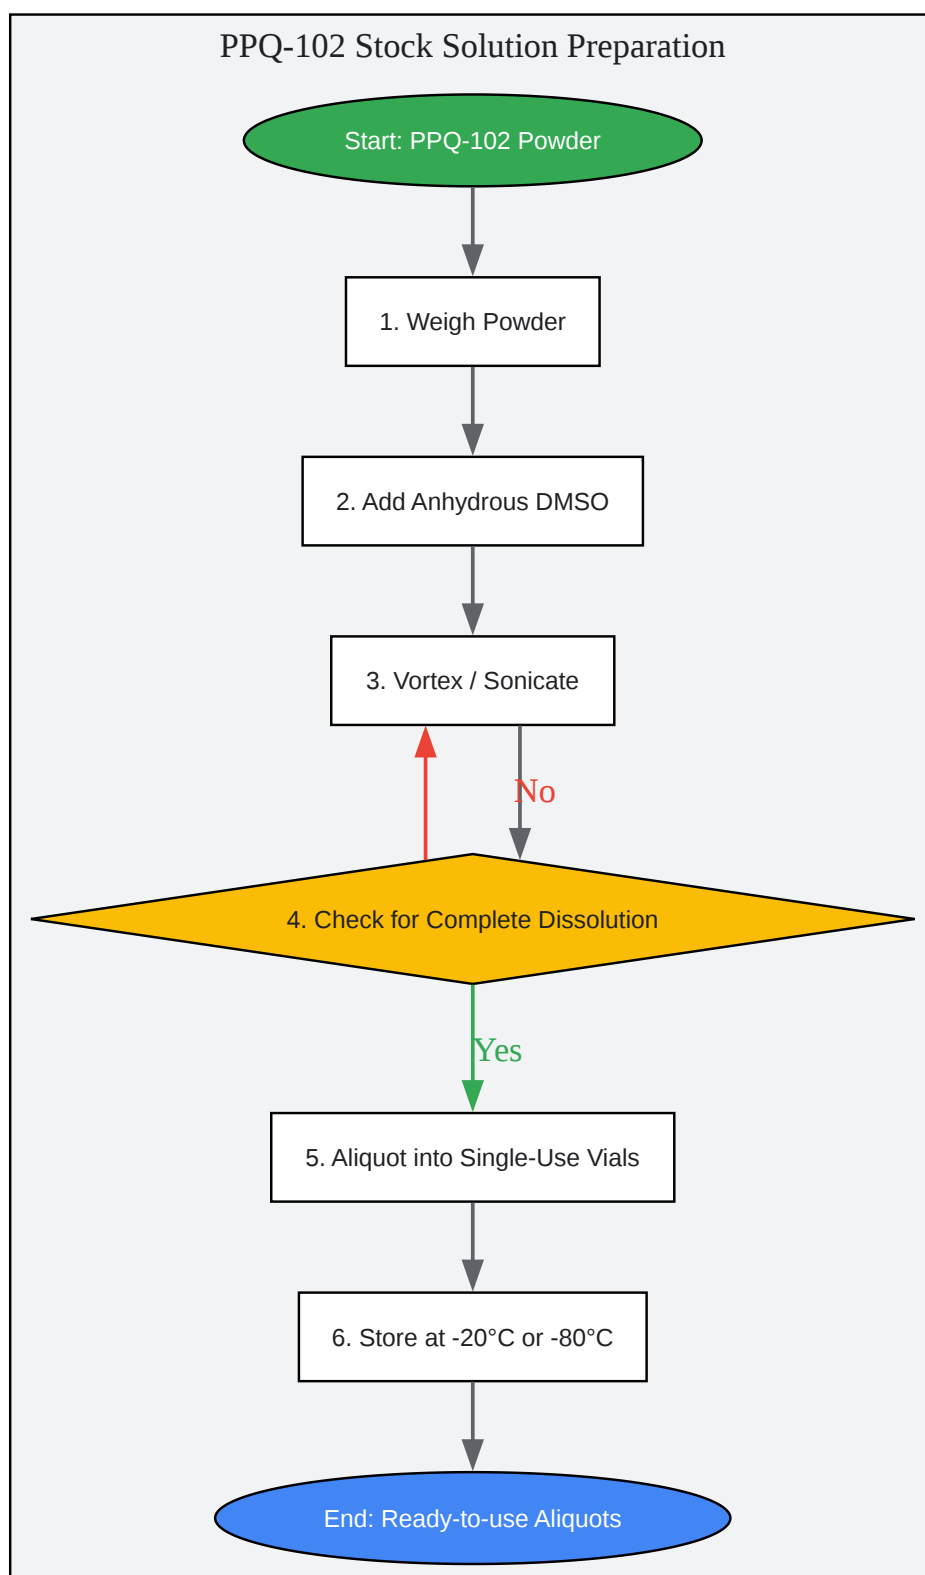 PPQ-102 Stock Solution Preparation
Start: PPQ-102 Powder
1. Weigh Powder
2. Add Anhydrous DMSO
3. Vortex / Sonicate
No
4. Check for Complete Dissolution
Yes
5. Aliquot into Single-Use Vials
6. Store at -20°C or -80°C
End: Ready-to-use Aliquots